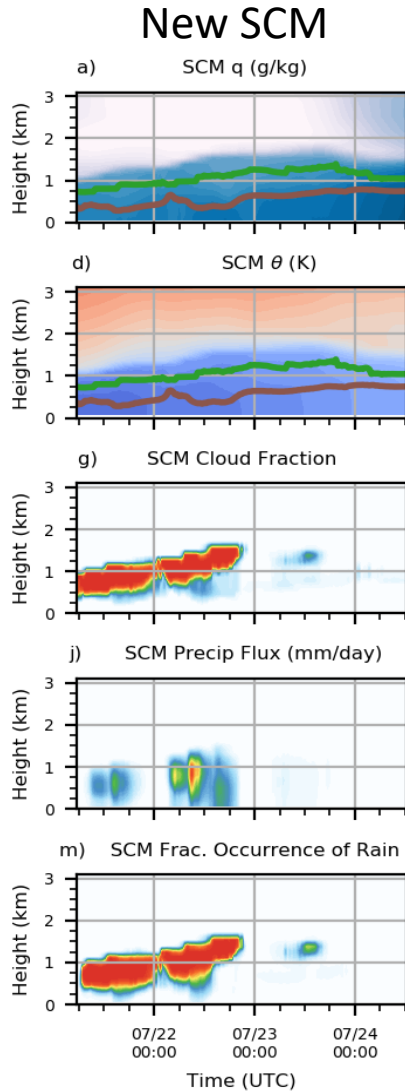 New SCM
a) SCM q (g/kg)
Height (km)
3
2
1
0
d) SCM θ (K)
Height (km)
3
2
1
0
g) SCM Cloud Fraction
Height (km)
3
2
1
0
j) SCM Precip Flux (mm/day)
Height (km)
3
2
1
0
m) SCM Frac. Occurrence of Rain
Height (km)
3
2
1
0
07/22 07/23 07/24
00:00 00:00 00:00
Time (UTC)